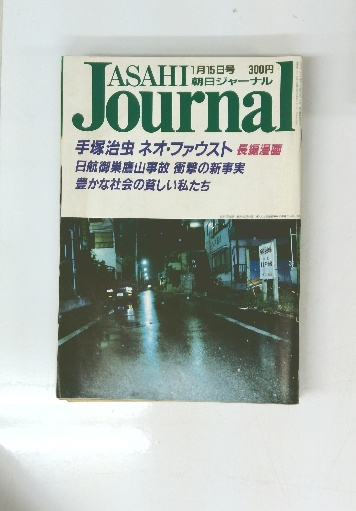 ASAHI
1月15日号 300円
朝日ジャーナル
Journal
手塚治虫 ネオ・ファウスト 長編漫画
日航御巣鷹山事故 衝撃の新事実
豊かな社会の貧しい私たち